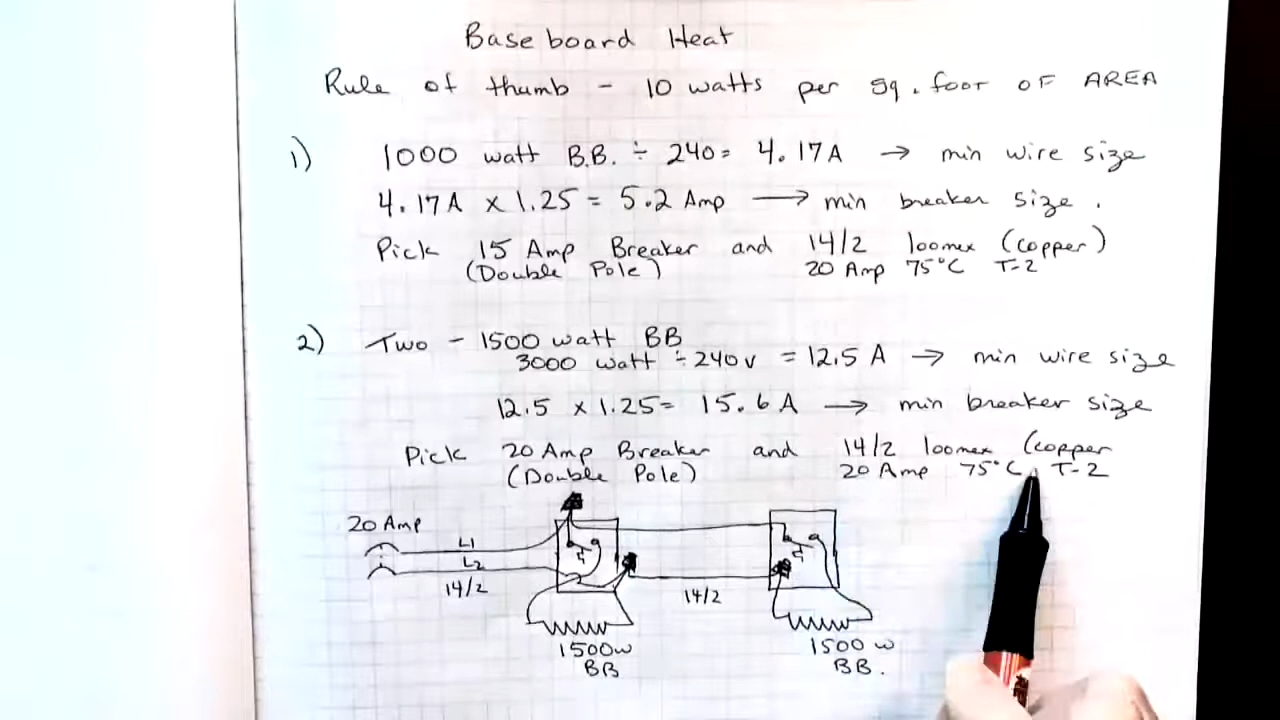 Baseboard Heat
Rule of thumb - 10 watts per sq. foot OF AREA
1) 1000 watt B.B. ÷ 240 = 4.17A → min wire size
4.17A x 1.25 = 5.2 Amp → min breaker size.
Pick 15 Amp Breaker and 14/2 loomex (copper)
(Double Pole) 20 Amp 75°C T-2
2) Two - 1500 watt BB
3000 watt ÷ 240v = 12.5 A → min wire size
12.5 x 1.25 = 15.6 A → min breaker size
Pick 20 Amp Breaker and 14/2 loomex (copper
(Double Pole) 20 Amp 75°C T-2
20 Amp
L1
L2
14/2
14/2
1500w
BB
1500 w
BB.